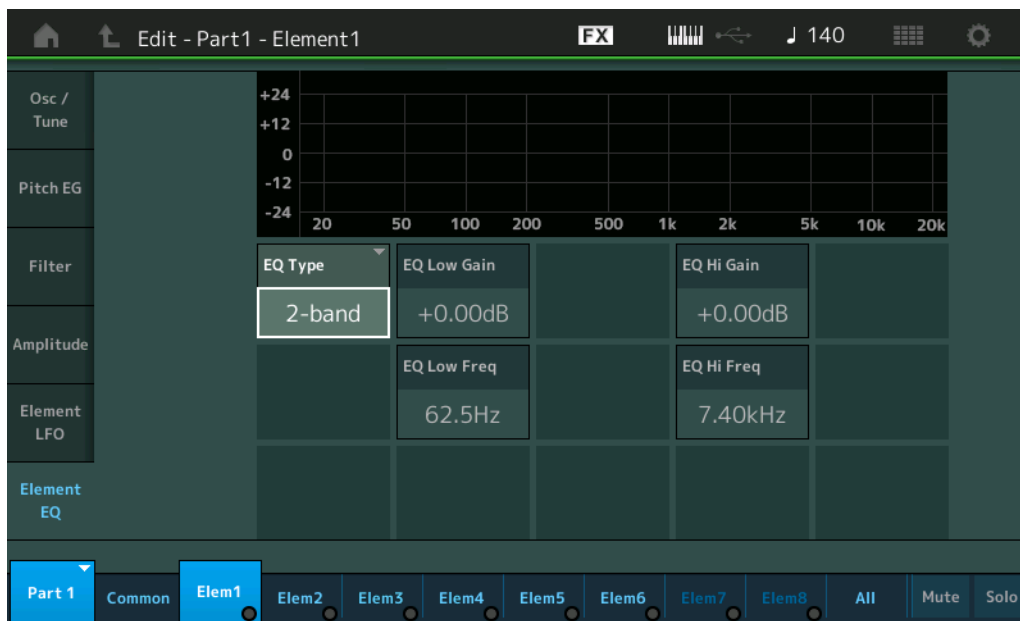 Edit - Part1 - Element1 FX 140
Osc /
Tune
Pitch EG
Filter
Amplitude
Element
LFO
Element
EQ
+24
+12
0
-12
-24
20 50 100 200 500 1k 2k 5k 10k 20k
EQ Type EQ Low Gain EQ Hi Gain
2-band +0.00dB +0.00dB
EQ Low Freq EQ Hi Freq
62.5Hz 7.40kHz
Part 1 Common Elem1 Elem2 Elem3 Elem4 Elem5 Elem6 Elem7 Elem8 All Mute Solo